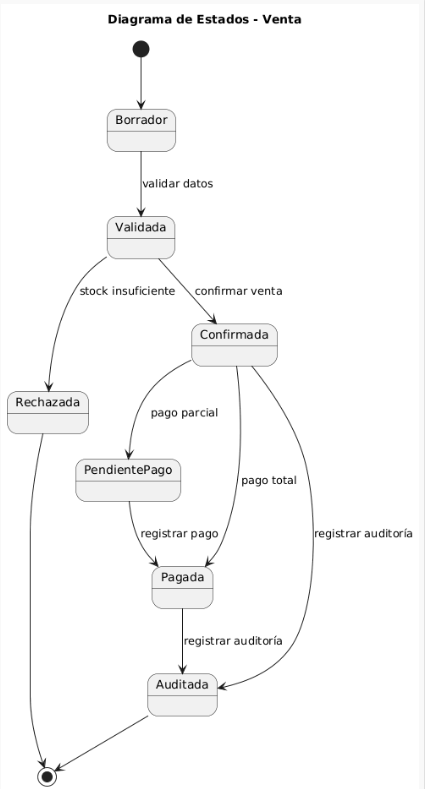 Diagrama de Estados - Venta
Borrador
validar datos
Validada
stock insuficiente
confirmar venta
Confirmada
Rechazada
pago parcial
PendientePago
pago total
registrar pago
registrar auditoría
Pagada
registrar auditoría
Auditada